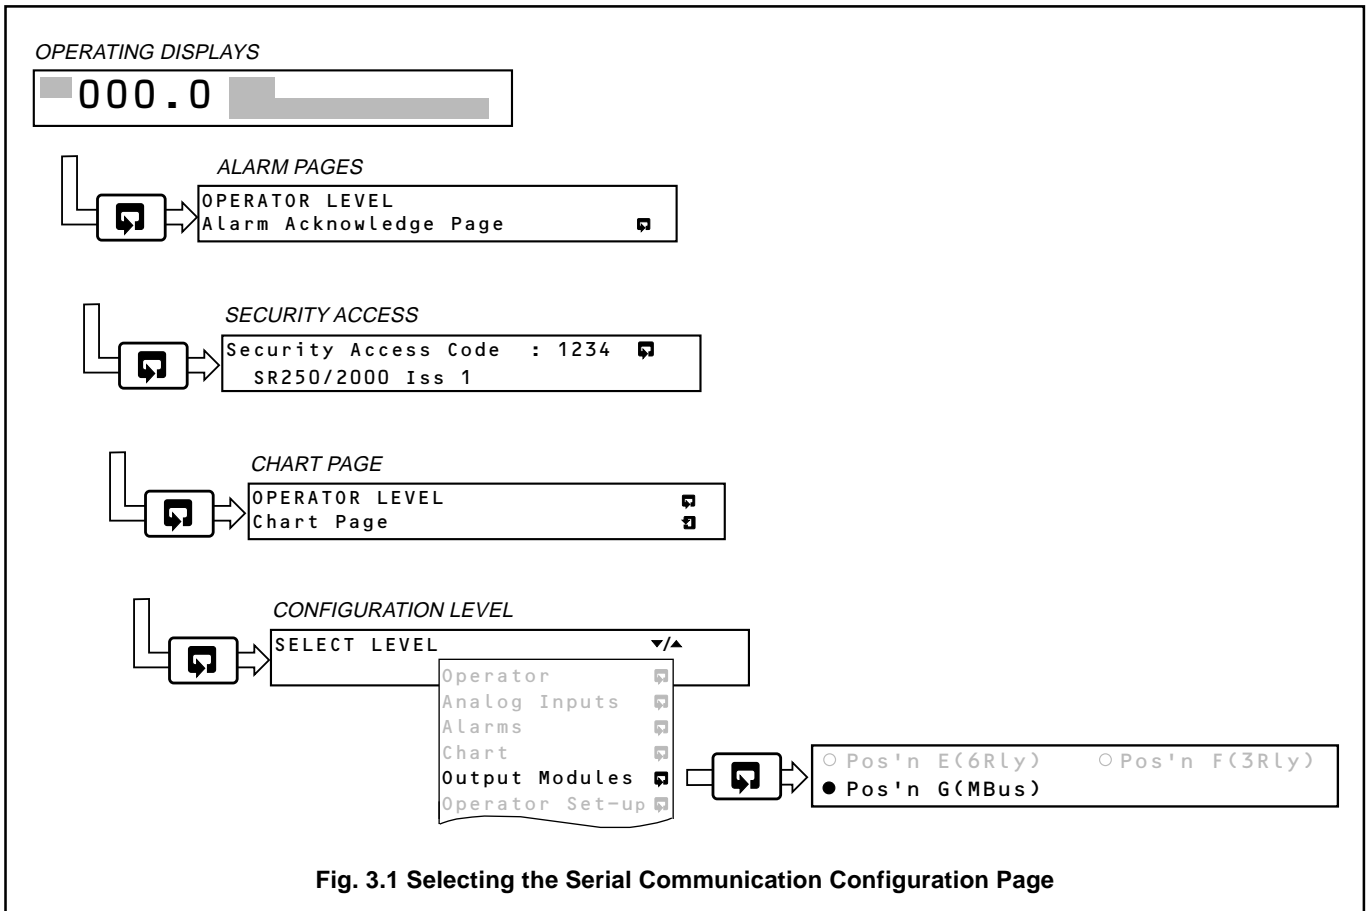 OPERATING DISPLAYS
000.0
ALARM PAGES
OPERATOR LEVEL
Alarm Acknowledge Page
SECURITY ACCESS
Security Access Code : 1234
SR250/2000 Iss 1
CHART PAGE
OPERATOR LEVEL
Chart Page
CONFIGURATION LEVEL
SELECT LEVEL ▼/▲
Operator
Analog Inputs
Alarms
Chart
Output Modules
Operator Set-up
○ Pos'n E(6Rly) ○ Pos'n F(3Rly)
● Pos'n G(MBus)
Fig. 3.1 Selecting the Serial Communication Configuration Page